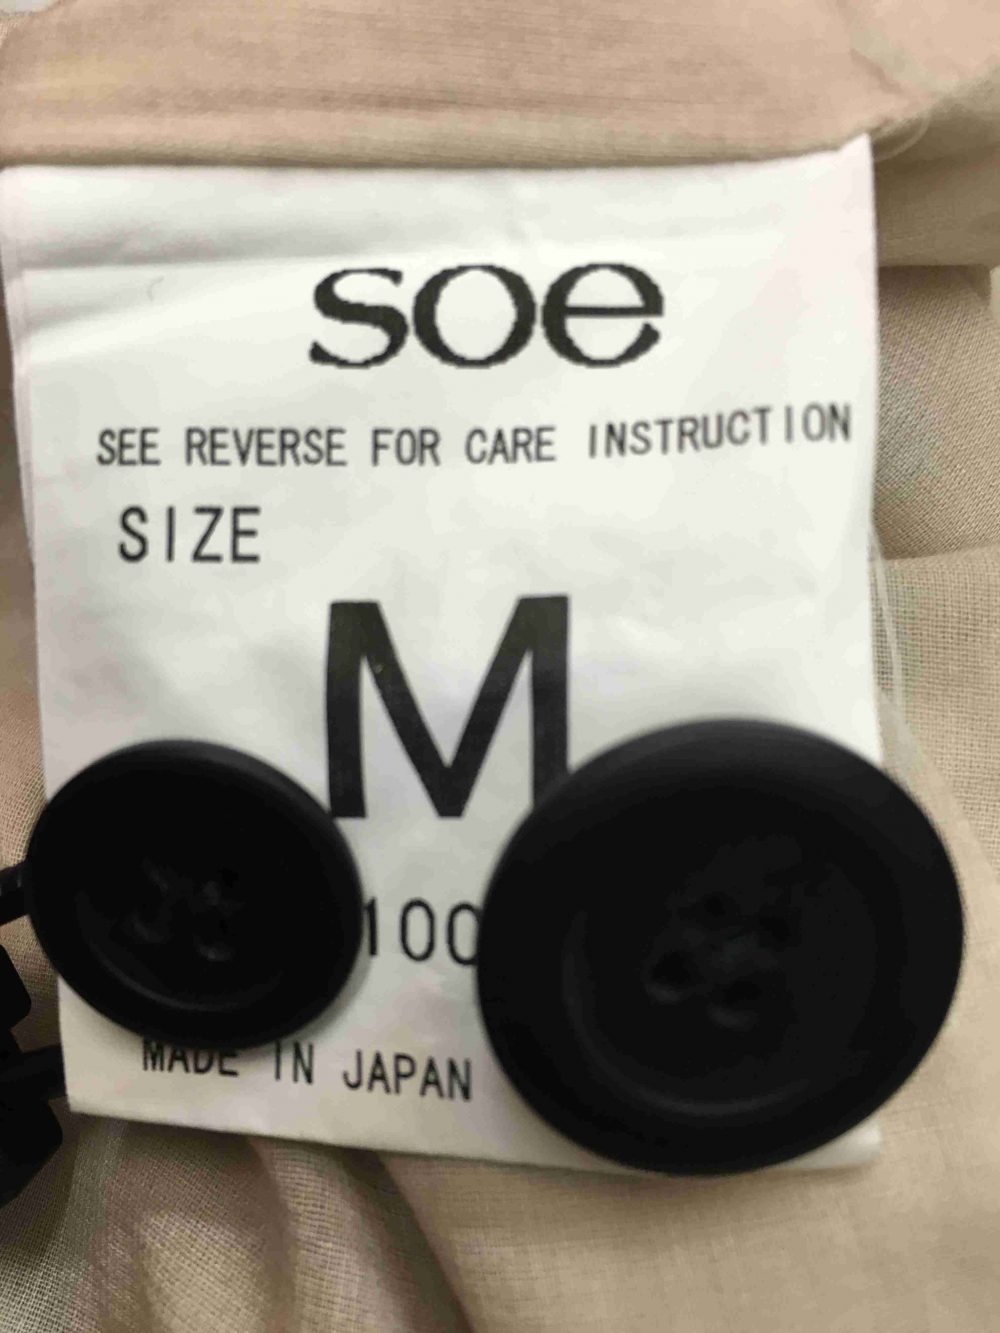 soe
SEE REVERSE FOR CARE INSTRUCTION
SIZE
M
MADE IN JAPAN